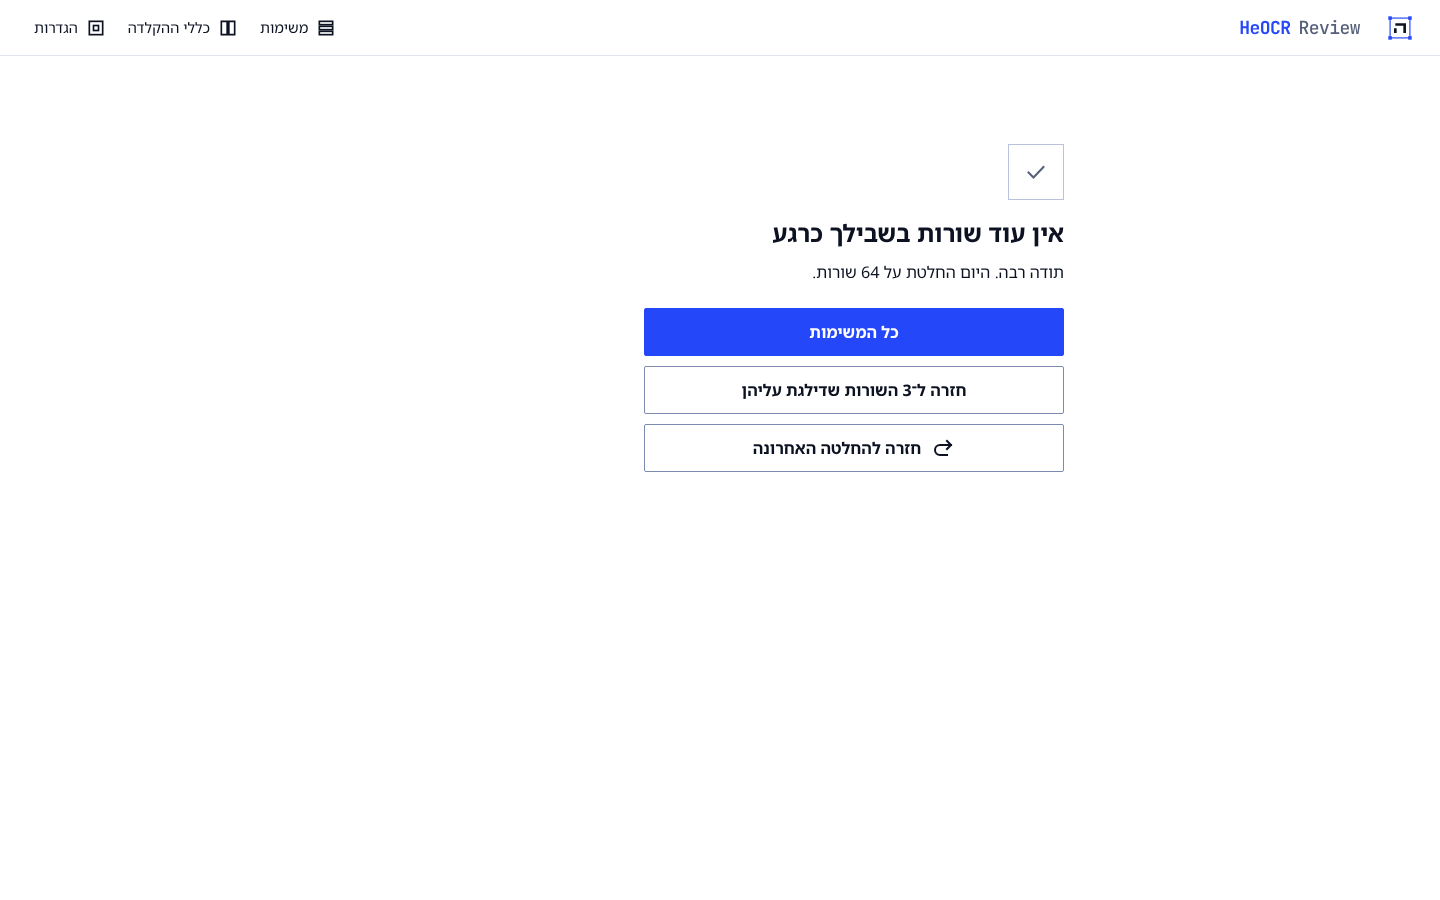 HeOCR Review
משימות
כללי ההקלדה
הגדרות
אין עוד שורות בשבילך כרגע
תודה רבה. היום החלטת על 64 שורות.
כל המשימות
חזרה ל־3 השורות שדילגת עליהן
חזרה להחלטה האחרונה